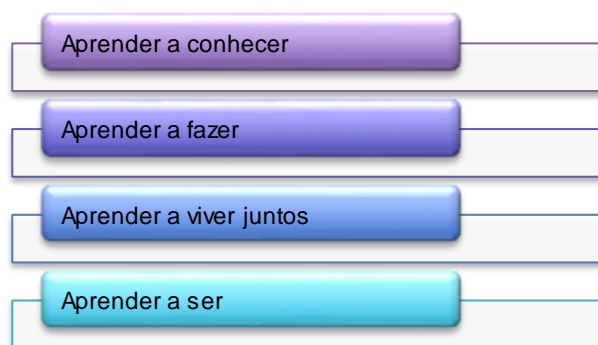 Aprender a conhecer
Aprender a fazer
Aprender a viver juntos
Aprender a ser